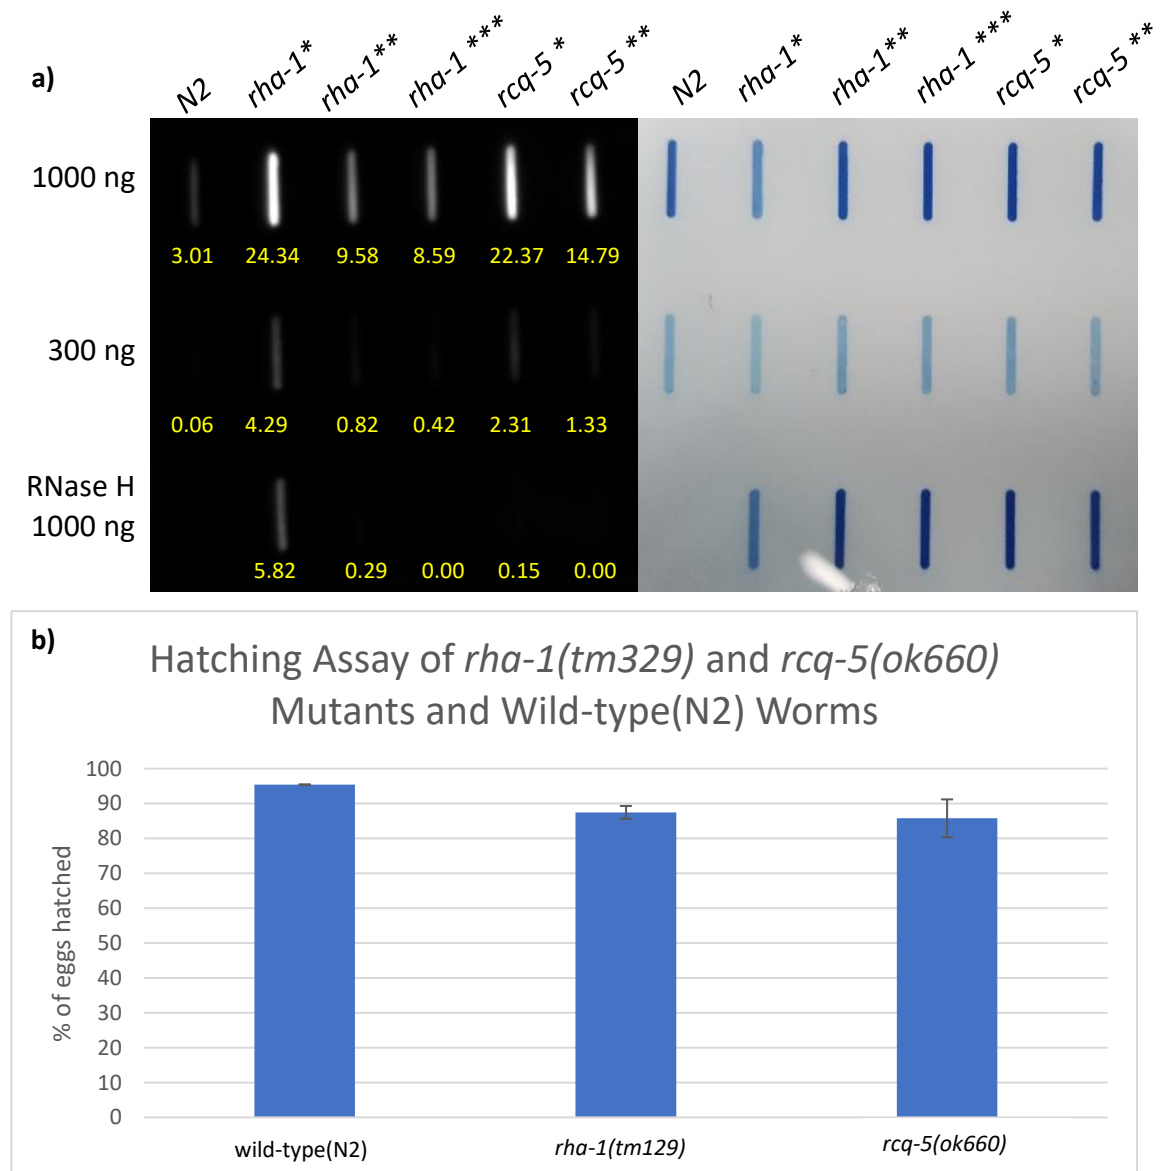 a)
N2 rha-1* rha-1** rha-1 *** rcq-5 * rcq-5 ** N2 rha-1* rha-1** rha-1 *** rcq-5 * rcq-5 **
1000 ng
3.01 24.34 9.58 8.59 22.37 14.79
300 ng
0.06 4.29 0.82 0.42 2.31 1.33
RNase H
1000 ng
5.82 0.29 0.00 0.15 0.00
b)
Hatching Assay of rha-1(tm329) and rcq-5(ok660)
Mutants and Wild-type(N2) Worms
% of eggs hatched
100
90
80
70
60
50
40
30
20
10
0
wild-type(N2) rha-1(tm129) rcq-5(ok660)